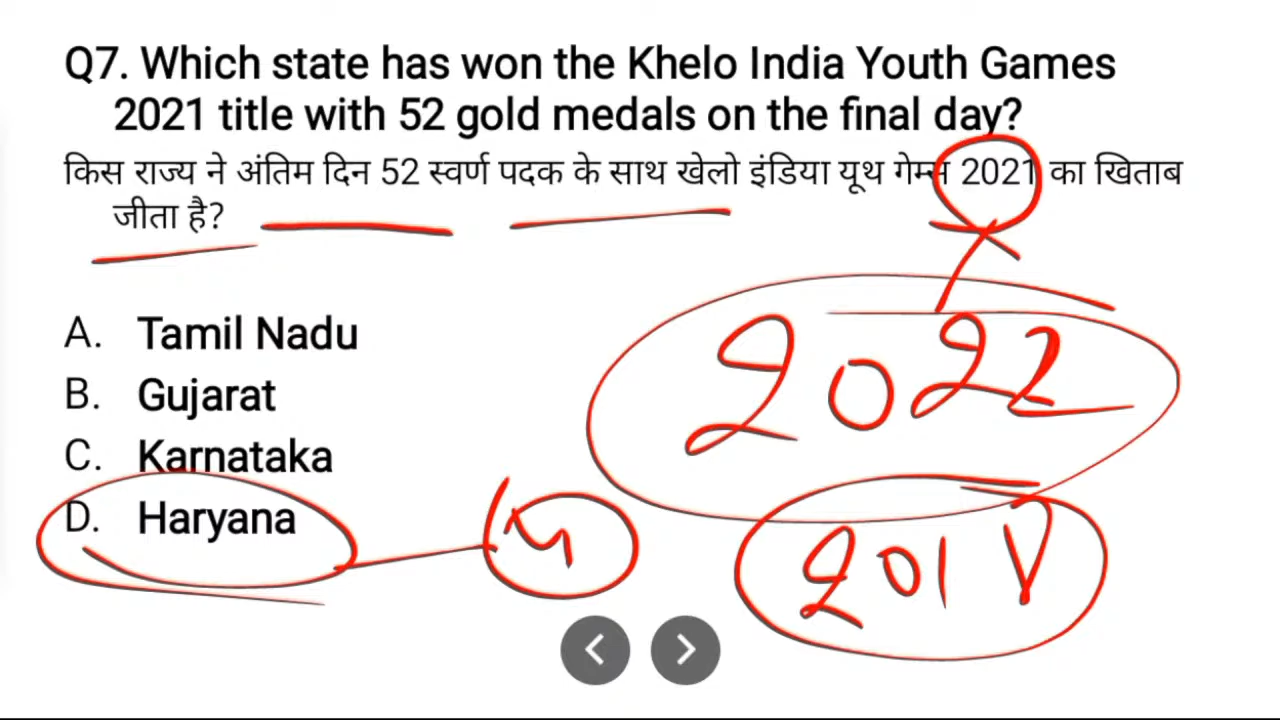 Q7. Which state has won the Khelo India Youth Games
2021 title with 52 gold medals on the final day?
किस राज्य ने अंतिम दिन 52 स्वर्ण पदक के साथ खेलो इंडिया यूथ गेम्स 2021 का खिताब
जीता है?
A. Tamil Nadu
B. Gujarat
2022
C. Karnataka
D. Haryana